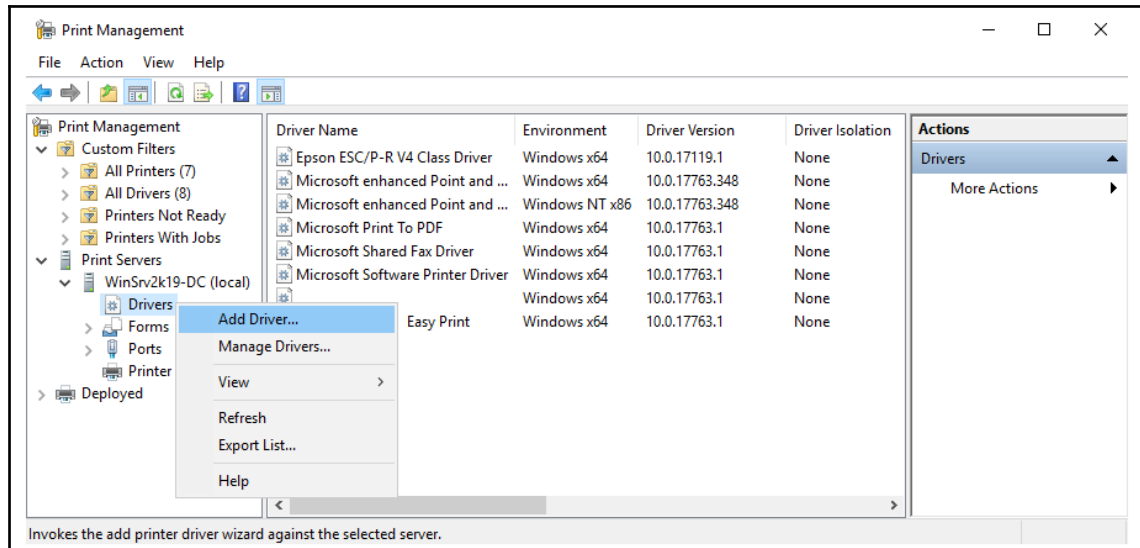 Print Management
File Action View Help
Print Management
Custom Filters
All Printers (7)
All Drivers (8)
Printers Not Ready
Printers With Jobs
Print Servers
WinSrv2k19-DC (local)
Drivers
Forms
Ports
Printer
Deployed
Driver Name Environment Driver Version Driver Isolation
Epson ESC/P-R V4 Class Driver Windows x64 10.0.17119.1 None
Microsoft enhanced Point and ... Windows x64 10.0.17763.348 None
Microsoft enhanced Point and ... Windows NT x86 10.0.17763.348 None
Microsoft Print To PDF Windows x64 10.0.17763.1 None
Microsoft Shared Fax Driver Windows x64 10.0.17763.1 None
Microsoft Software Printer Driver Windows x64 10.0.17763.1 None
Windows x64 10.0.17763.1 None
Easy Print Windows x64 10.0.17763.1 None
Add Driver...
Manage Drivers...
View
Refresh
Export List...
Help
Actions
Drivers
More Actions
Invokes the add printer driver wizard against the selected server.